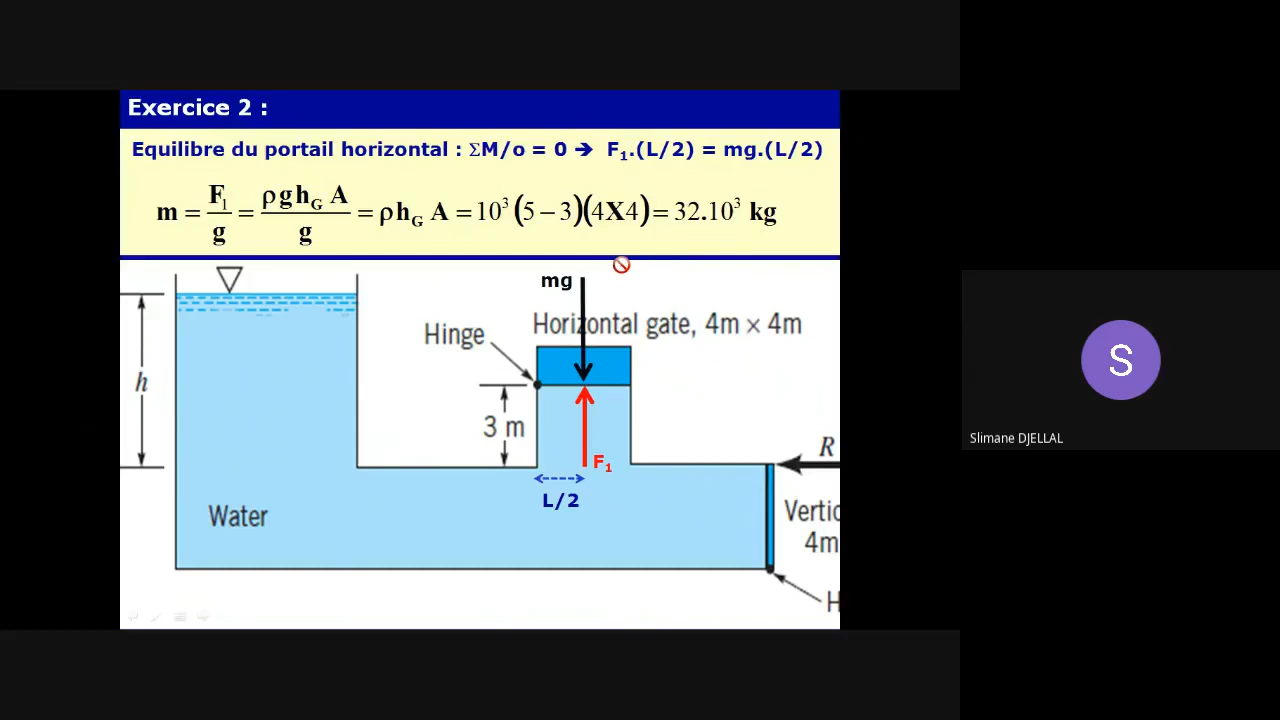 Exercice 2 :
Equilibre du portail horizontal : ΣM/o = 0 ➔ F₁.(L/2) = mg.(L/2)
m = F₁/g = ρgh_G A/g = ρh_G A = 10³(5−3)(4X4) = 32.10³ kg
mg
Horizontal gate, 4m × 4m
Hinge
h
3 m
F₁
L/2
R
Water
Vertic
4m
H
S
Slimane DJELLAL